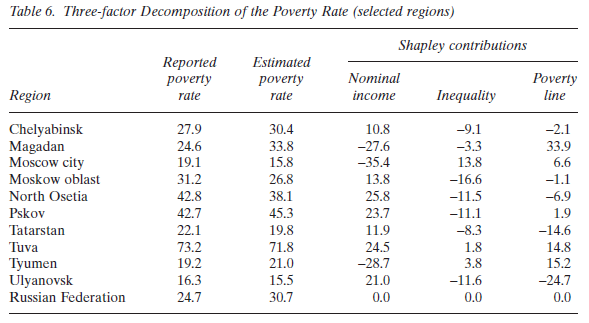 Table 6. Three-factor Decomposition of the Poverty Rate (selected regions)
Shapley contributions
Reported Estimated
poverty poverty Nominal Poverty
Region rate rate income Inequality line
Chelyabinsk 27.9 30.4 10.8 –9.1 –2.1
Magadan 24.6 33.8 –27.6 –3.3 33.9
Moscow city 19.1 15.8 –35.4 13.8 6.6
Moskow oblast 31.2 26.8 13.8 –16.6 –1.1
North Osetia 42.8 38.1 25.8 –11.5 –6.9
Pskov 42.7 45.3 23.7 –11.1 1.9
Tatarstan 22.1 19.8 11.9 –8.3 –14.6
Tuva 73.2 71.8 24.5 1.8 14.8
Tyumen 19.2 21.0 –28.7 3.8 15.2
Ulyanovsk 16.3 15.5 21.0 –11.6 –24.7
Russian Federation 24.7 30.7 0.0 0.0 0.0